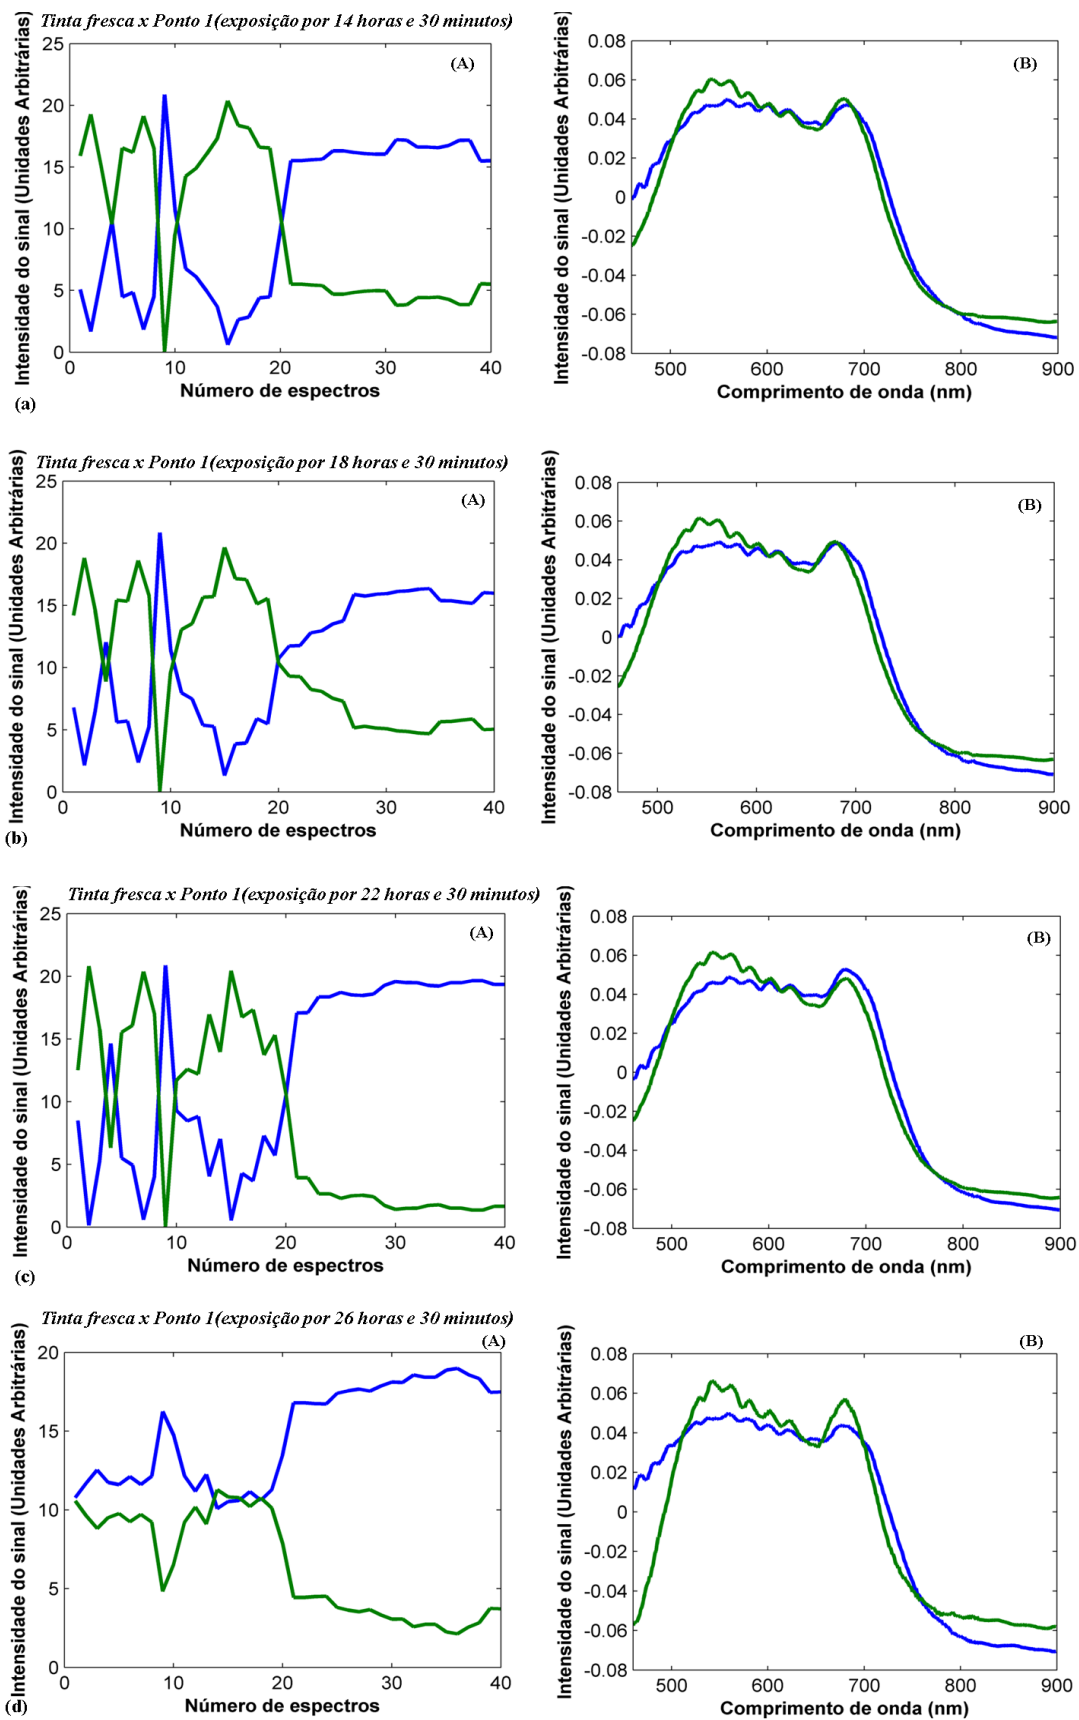 Tinta fresca x Ponto 1(exposição por 14 horas e 30 minutos)
Intensidade do sinal (Unidades Arbitrárias)
25
20
15
10
5
0
(A)
0 10 20 30 40
Número de espectros
(a)
Intensidade do sinal (Unidades Arbitrárias)
0.08
0.06
0.04
0.02
0
-0.02
-0.04
-0.06
-0.08
(B)
500 600 700 800 900
Comprimento de onda (nm)
Tinta fresca x Ponto 1(exposição por 18 horas e 30 minutos)
Intensidade do sinal (Unidades Arbitrárias)
25
20
15
10
5
0
(A)
0 10 20 30 40
Número de espectros
(b)
Intensidade do sinal (Unidades Arbitrárias)
0.08
0.06
0.04
0.02
0
-0.02
-0.04
-0.06
-0.08
(B)
500 600 700 800 900
Comprimento de onda (nm)
Tinta fresca x Ponto 1(exposição por 22 horas e 30 minutos)
Intensidade do sinal (Unidades Arbitrárias)
25
20
15
10
5
0
(A)
0 10 20 30 40
Número de espectros
(c)
Intensidade do sinal (Unidades Arbitrárias)
0.08
0.06
0.04
0.02
0
-0.02
-0.04
-0.06
-0.08
(B)
500 600 700 800 900
Comprimento de onda (nm)
Tinta fresca x Ponto 1(exposição por 26 horas e 30 minutos)
Intensidade do sinal (Unidades Arbitrárias)
20
15
10
5
0
(A)
0 10 20 30 40
Número de espectros
(d)
Intensidade do sinal (Unidades Arbitrárias)
0.08
0.06
0.04
0.02
0
-0.02
-0.04
-0.06
-0.08
(B)
500 600 700 800 900
Comprimento de onda (nm)